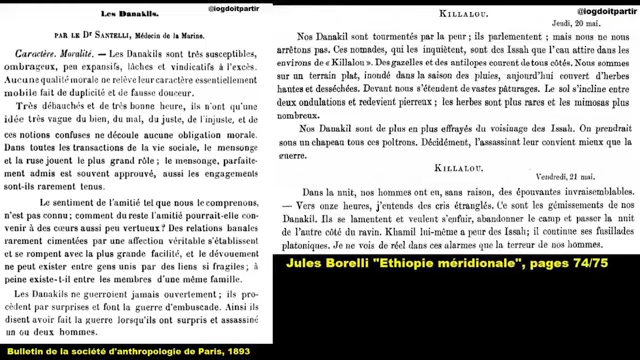 Les Danakils.
@iogdoitpartir
PAR LE Dr SANTELLI, Médecin de la Marine.
Caractère. Moralité. — Les Danakils sont très susceptibles,
ombrageux, peu expansifs, lâches et vindicatifs à l'excès.
Aucune qualité morale ne relève leur caractère essentiellement
mobile fait de duplicité et de fausse douceur.
Très débauchés et de très bonne heure, ils n'ont qu'une
idée très vague du bien, du mal, du juste, de l'injuste, et de
ces notions confuses ne découle aucune obligation morale.
Dans toutes les transactions de la vie sociale, le mensonge
et la ruse jouent le plus grand rôle ; le mensonge, parfaite-
ment admis est souvent approuvé, aussi les engagements
sont-ils rarement tenus.
Le sentiment de l'amitié tel que nous le comprenons,
n'est pas connu ; comment du reste l'amitié pourrait-elle con-
venir à des cœurs aussi peu vertueux ? Des relations banales
rarement cimentées par une affection véritable s'établissent
et se rompent avec la plus grande facilité, et le dévouement
ne peut exister entre gens unis par des liens si fragiles ; à
peine existe-t-il entre les membres d'une même famille.
Les Danakils ne guerroient jamais ouvertement ; ils pro-
cèdent par surprises et font la guerre d'embuscade. Ainsi ils
disent avoir fait la guerre lorsqu'ils ont surpris et assassiné
un ou deux hommes.
Bulletin de la société d'anthropologie de Paris, 1893
KILLALOU.
@iogdoitpartir
Jeudi, 20 mai.
Nos Danakil sont tourmentés par la peur ; ils parlementent ; mais nous ne nous
arrêtons pas. Ces nomades, qui les inquiètent, sont des Issah que l'eau attire dans les
environs de « Killalou ». Des gazelles et des antilopes courent de tous côtés. Nous sommes
sur un terrain plat, inondé dans la saison des pluies, aujourd'hui couvert d'herbes
hautes et desséchées. Devant nous s'étendent de vastes pâturages. Le sol s'incline entre
deux ondulations et redevient pierreux ; les herbes sont plus rares et les mimosas plus
nombreux.
Nos Danakil sont de plus en plus effrayés du voisinage des Issah. On prendrait
sous un chapeau tous ces poltrons. Décidément, l'assassinat leur convient mieux que la
guerre.
KILLALOU.
Vendredi, 21 mai.
Dans la nuit, nos hommes ont eu, sans raison, des épouvantes invraisemblables.
— Vers onze heures, j'entends des cris étranglés. Ce sont les gémissements de nos
Danakil. Ils se lamentent et veulent s'enfuir, abandonner le camp et passer la nuit
de l'autre côté du ravin. Khamil lui-même a peur des Issah ; il continue ses fusillades
platoniques. Je ne vois de réel dans ces alarmes que la terreur de nos hommes.
Jules Borelli "Ethiopie méridionale", pages 74/75